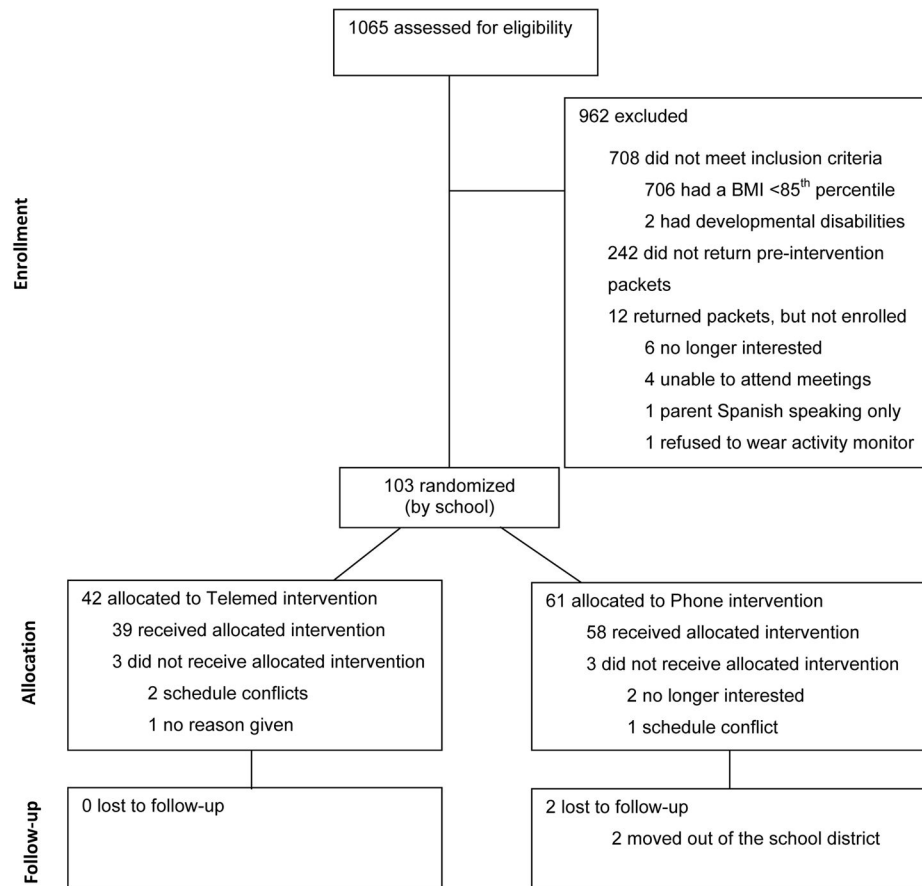 1065 assessed for eligibility
962 excluded
708 did not meet inclusion criteria
706 had a BMI <85th percentile
2 had developmental disabilities
242 did not return pre-intervention
packets
12 returned packets, but not enrolled
6 no longer interested
4 unable to attend meetings
1 parent Spanish speaking only
1 refused to wear activity monitor
Enrollment
103 randomized
(by school)
42 allocated to Telemed intervention
39 received allocated intervention
3 did not receive allocated intervention
2 schedule conflicts
1 no reason given
61 allocated to Phone intervention
58 received allocated intervention
3 did not receive allocated intervention
2 no longer interested
1 schedule conflict
Allocation
0 lost to follow-up
2 lost to follow-up
2 moved out of the school district
Follow-up